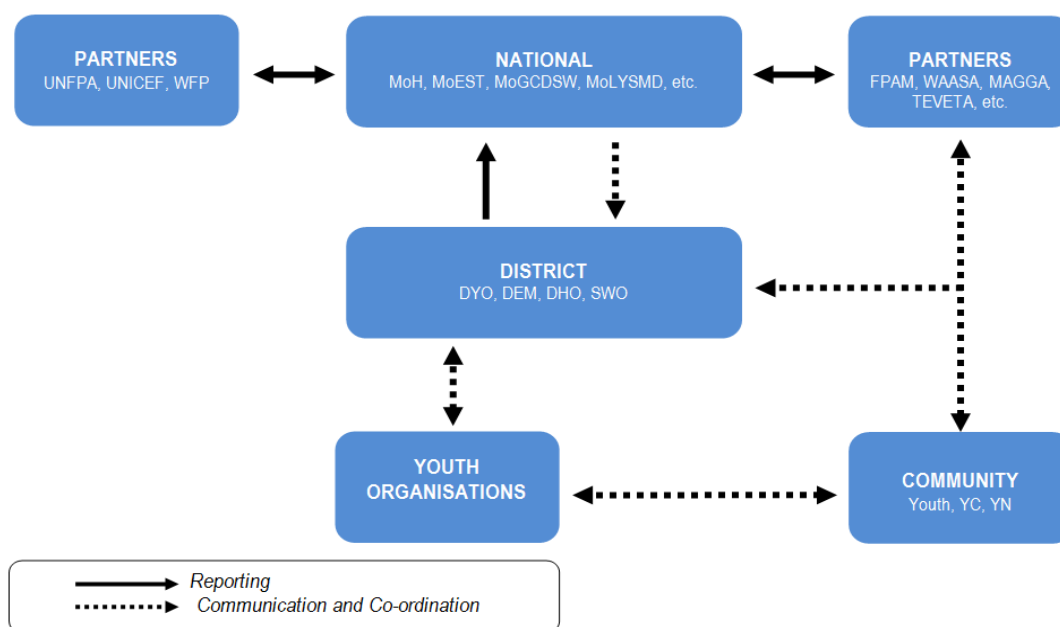 PARTNERS
UNFPA, UNICEF, WFP
NATIONAL
MoH, MoEST, MoGCDSW, MoLYSMD, etc.
PARTNERS
FPAM, WAASA, MAGGA,
TEVETA, etc.
DISTRICT
DYO, DEM, DHO, SWO
YOUTH
ORGANISATIONS
COMMUNITY
Youth, YC, YN
Reporting
Communication and Co-ordination